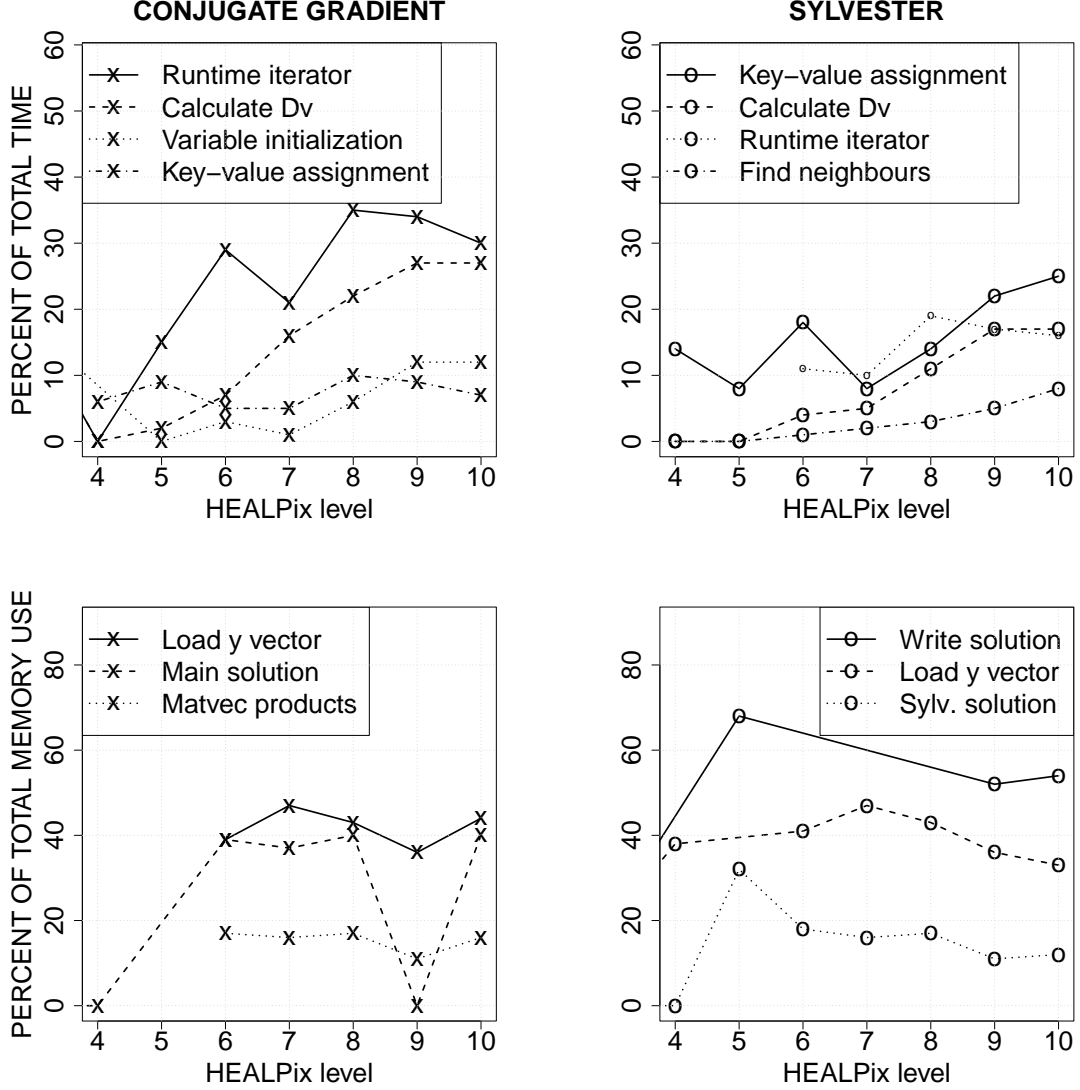 CONJUGATE GRADIENT
PERCENT OF TOTAL TIME
60
50
40
30
20
10
0
Runtime iterator
Calculate Dv
Variable initialization
Key−value assignment
4 5 6 7 8 9 10
HEALPix level
SYLVESTER
60
50
40
30
20
10
0
Key−value assignment
Calculate Dv
Runtime iterator
Find neighbours
4 5 6 7 8 9 10
HEALPix level
PERCENT OF TOTAL MEMORY USE
80
60
40
20
0
Load y vector
Main solution
Matvec products
4 5 6 7 8 9 10
HEALPix level
80
60
40
20
0
Write solution
Load y vector
Sylv. solution
4 5 6 7 8 9 10
HEALPix level